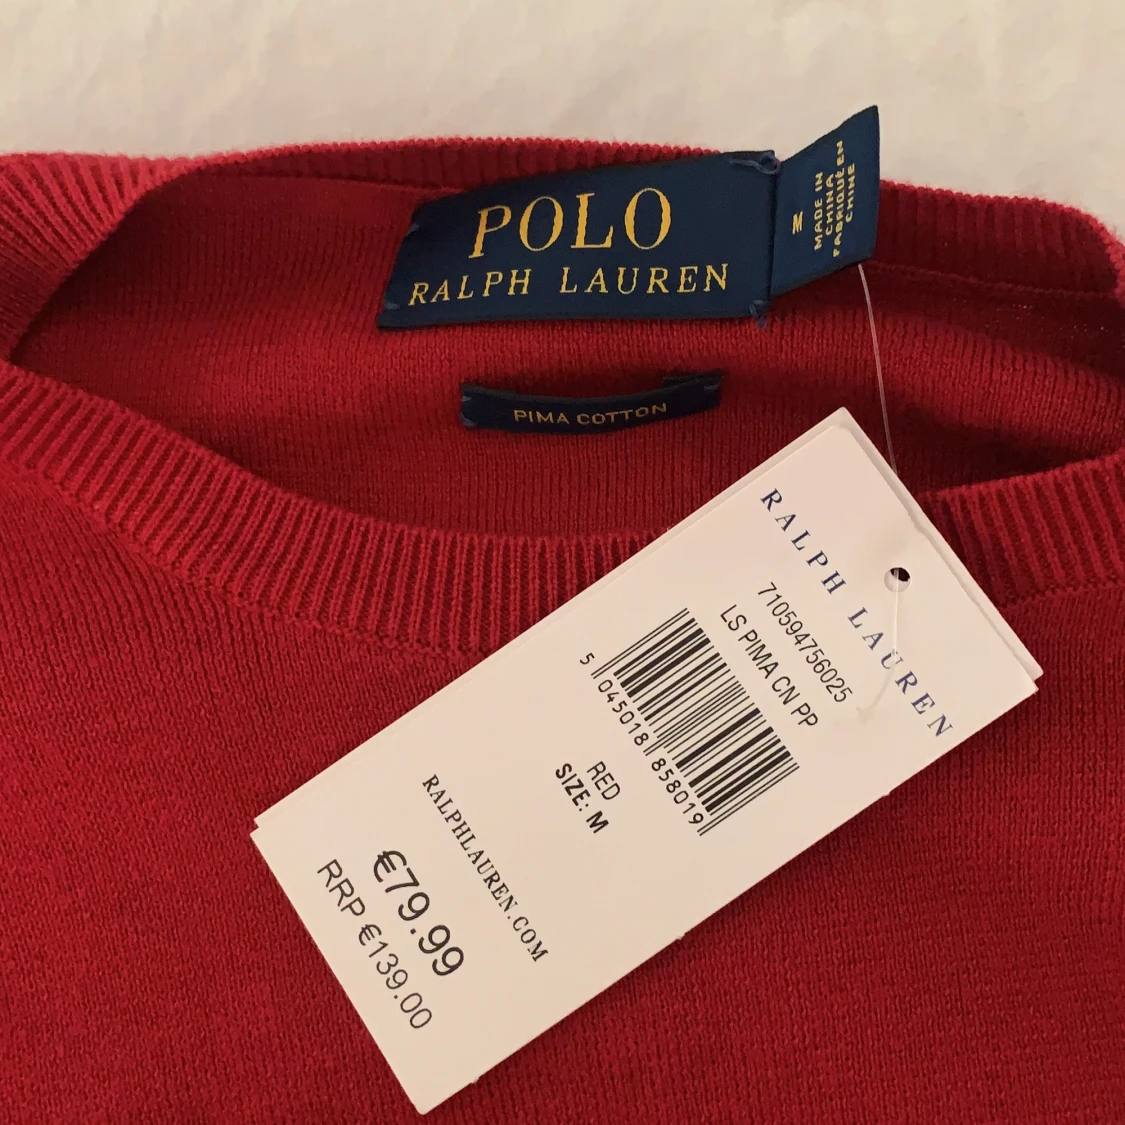 POLO
RALPH LAUREN
M
MADE IN
CHINA
FABRIQUÉ EN
CHINE
PIMA COTTON
RALPH LAUREN
710594756025
LS PIMA CN PP
5 045018 858019
RED
SIZE: M
RALPHLAUREN.COM
€79.99
RRP €139.00